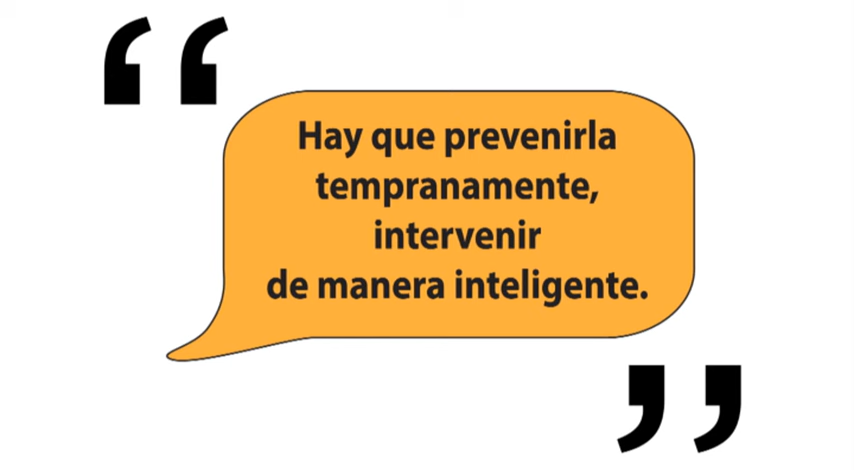 “
Hay que prevenirla
tempranamente,
intervenir
de manera inteligente.
”